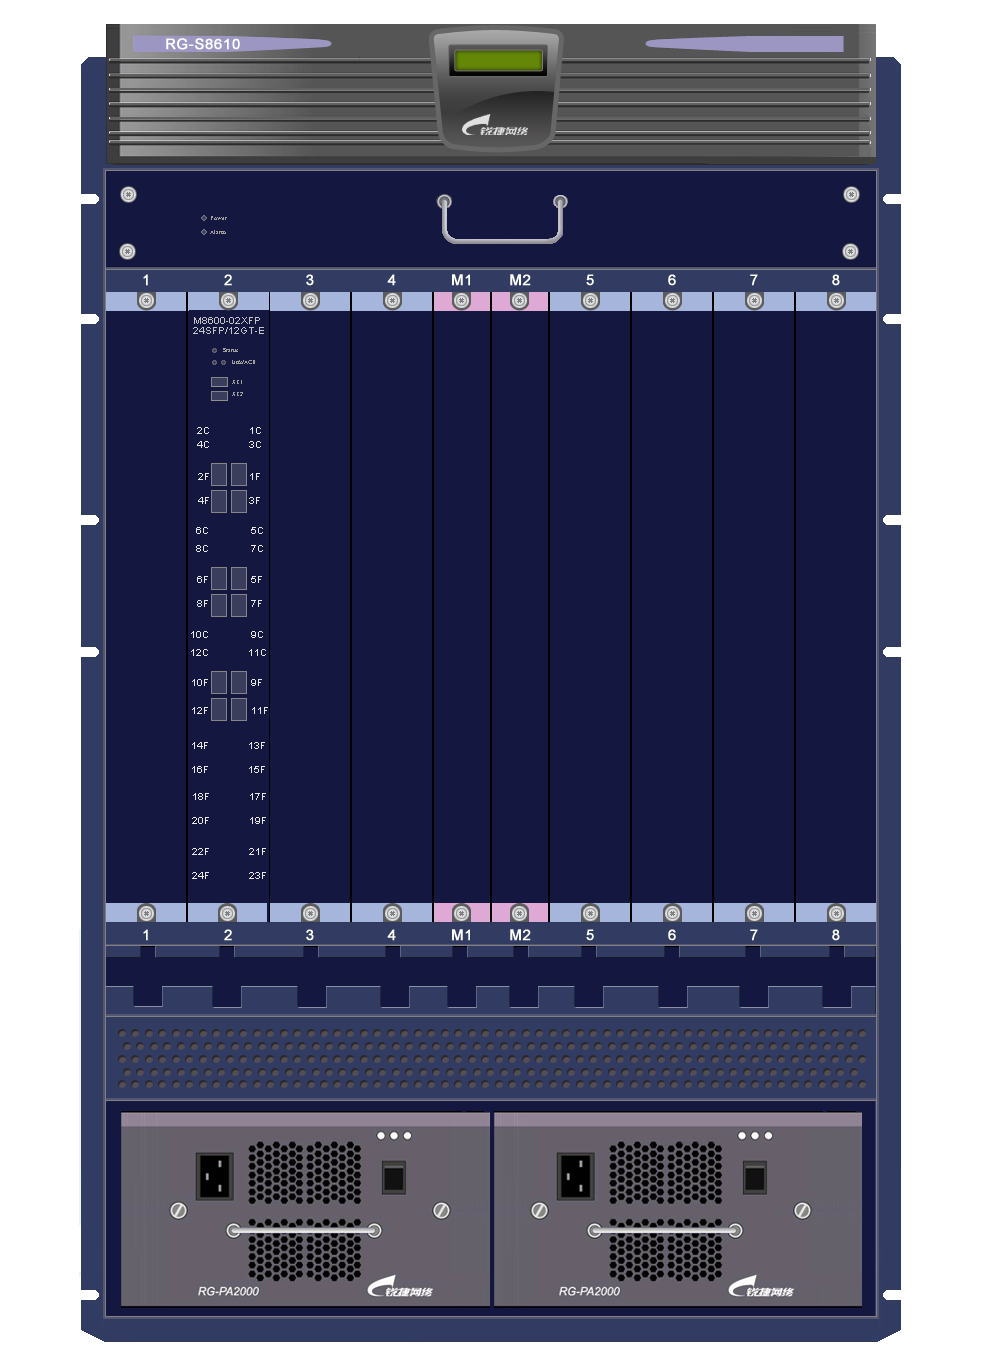 RG-S8610
锐捷网络
Power
Alarm
1 2 3 4 M1 M2 5 6 7 8
M8600-02XFP
24SFP/12GT-E
Status
Link/ACT
2C 1C
4C 3C
2F 1F
4F 3F
6C 5C
8C 7C
6F 5F
8F 7F
10C 9C
12C 11C
10F 9F
12F 11F
14F 13F
16F 15F
18F 17F
20F 19F
22F 21F
24F 23F
1 2 3 4 M1 M2 5 6 7 8
RG-PA2000 锐捷网络 RG-PA2000 锐捷网络